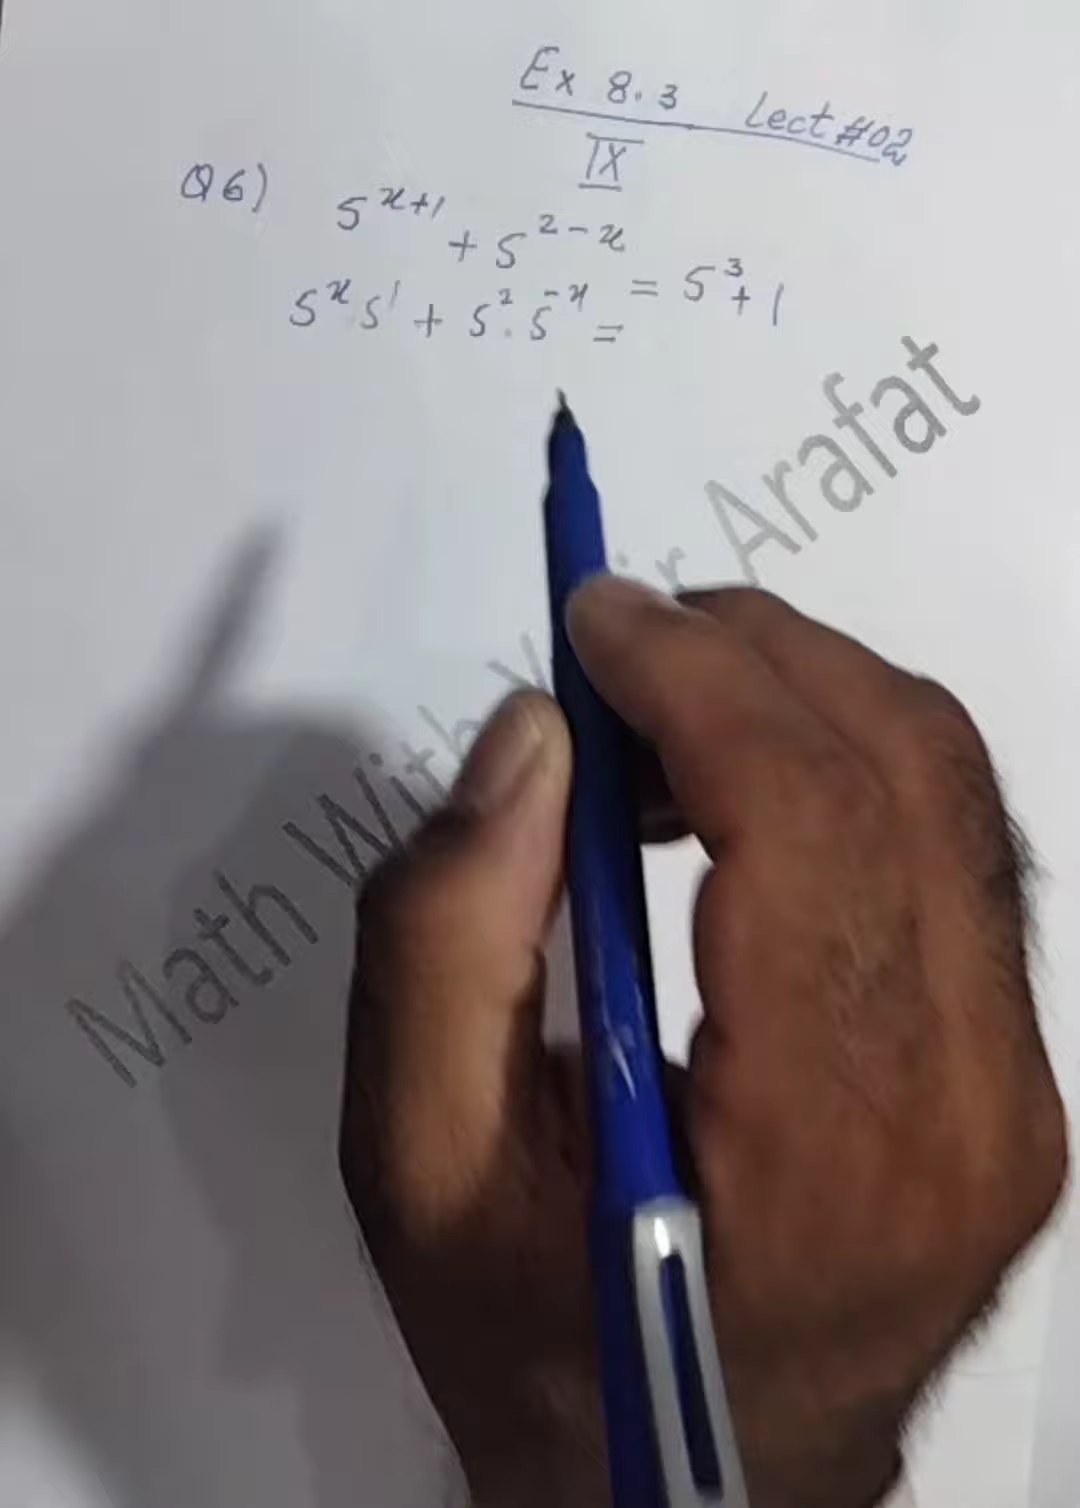 Ex 8.3 Lect #02
IX
Q6) 5^{x+1} + 5^{2-x} = 5^3 + 1
5^x 5^1 + 5^2 . 5^{-x} =
Math With Arafat